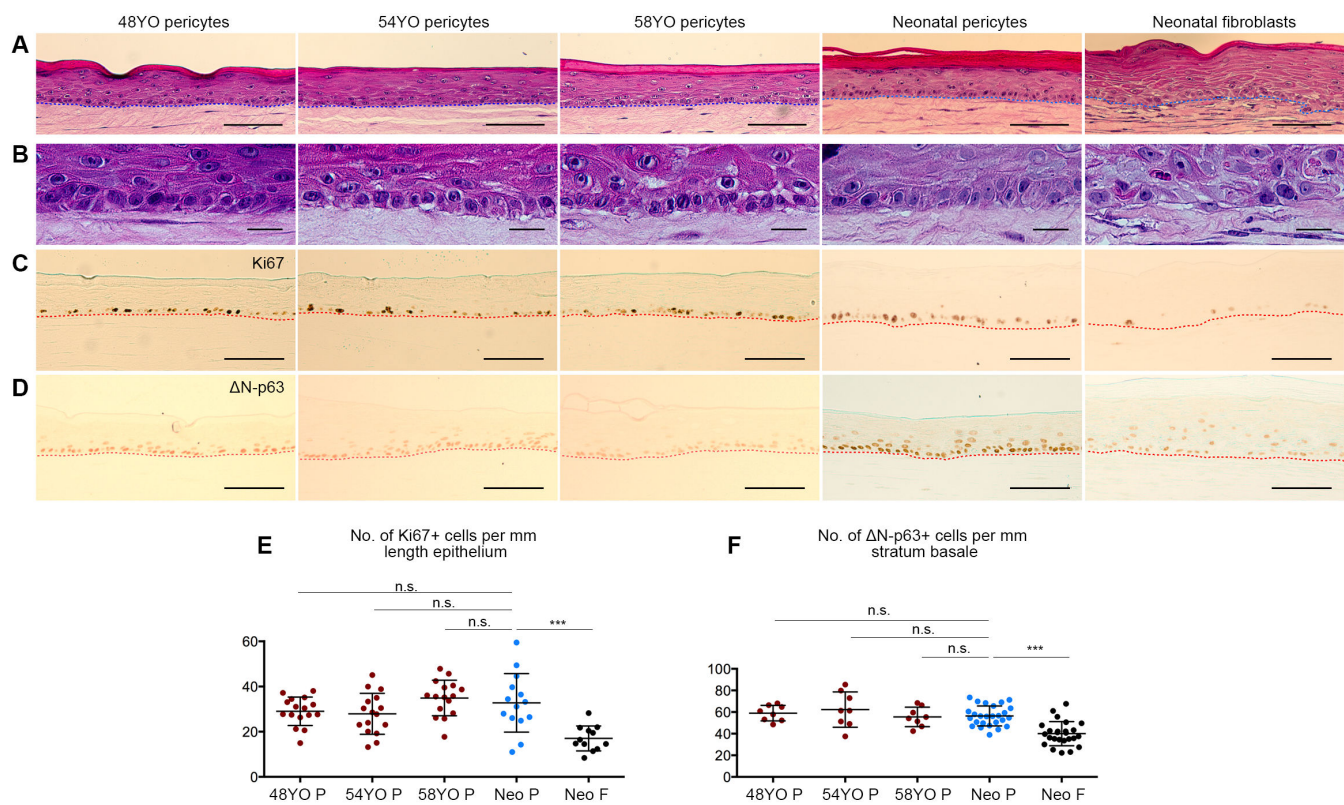 48YO pericytes 54YO pericytes 58YO pericytes Neonatal pericytes Neonatal fibroblasts
A
B
C Ki67
D ΔN-p63
E No. of Ki67+ cells per mm
length epithelium
n.s.
n.s.
n.s. ***
60
40
20
0
48YO P 54YO P 58YO P Neo P Neo F
F No. of ΔN-p63+ cells per mm
stratum basale
n.s.
n.s.
n.s. ***
100
80
60
40
20
0
48YO P 54YO P 58YO P Neo P Neo F